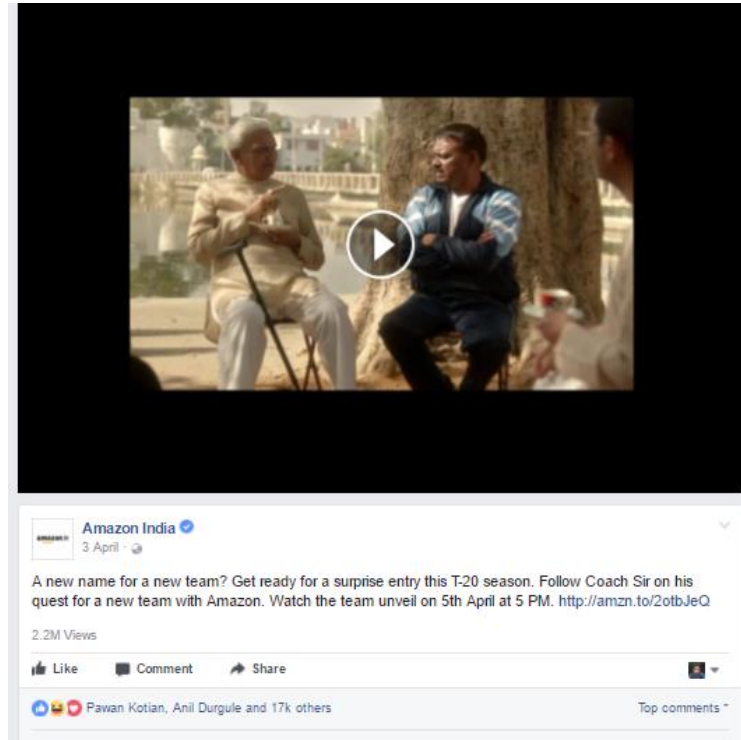 amazon.in
Amazon India
3 April
A new name for a new team? Get ready for a surprise entry this T-20 season. Follow Coach Sir on his
quest for a new team with Amazon. Watch the team unveil on 5th April at 5 PM. http://amzn.to/2otbJeQ
2.2M Views
Like Comment Share
Pawan Kotian, Anil Durgule and 17k others Top comments